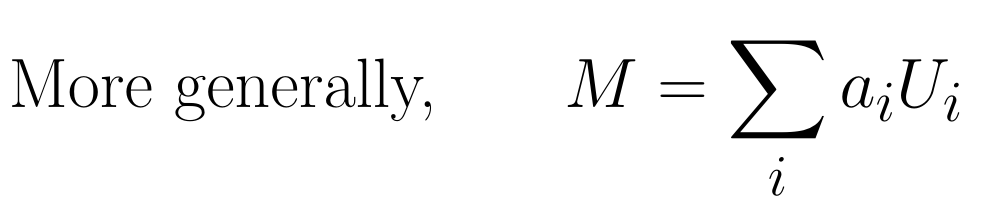 More generally, M = ∑_i a_i U_i